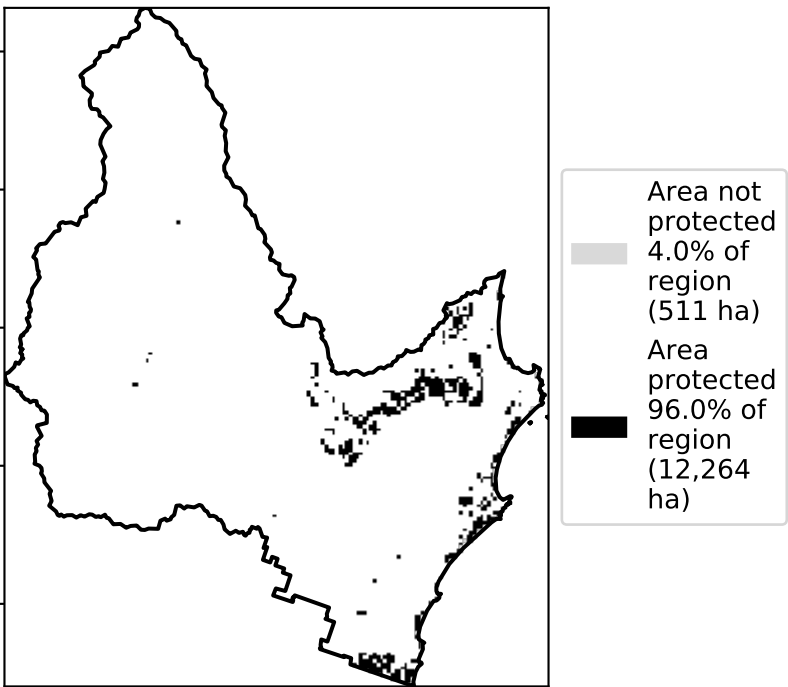 Area not
protected
4.0% of
region
(511 ha)
Area
protected
96.0% of
region
(12,264
ha)